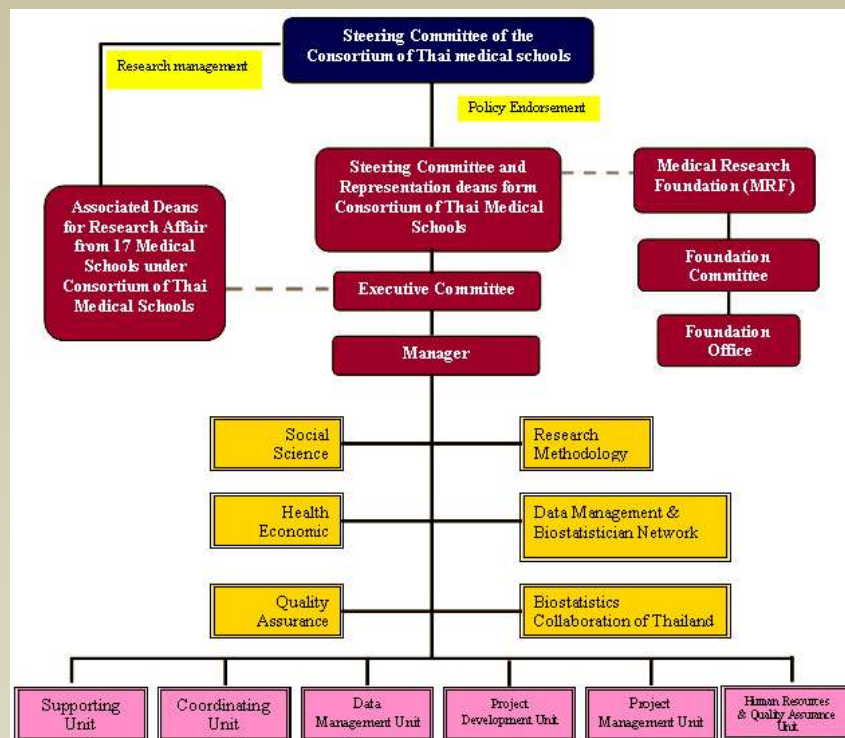 Steering Committee of the
Consortium of Thai medical schools
Research management
Policy Endorsement
Steering Committee and
Representation deans form
Consortium of Thai Medical
Schools
Medical Research
Foundation (MRF)
Associated Deans
for Research Affair
from 17 Medical
Schools under
Consortium of Thai
Medical Schools
Foundation
Committee
Executive Committee
Foundation
Office
Manager
Social
Science
Research
Methodology
Health
Economic
Data Management &
Biostatistician Network
Quality
Assurance
Biostatistics
Collaboration of Thailand
Supporting
Unit
Coordinating
Unit
Data
Management Unit
Project
Development Unit
Project
Management Unit
Human Resources
& Quality Assurance
Unit